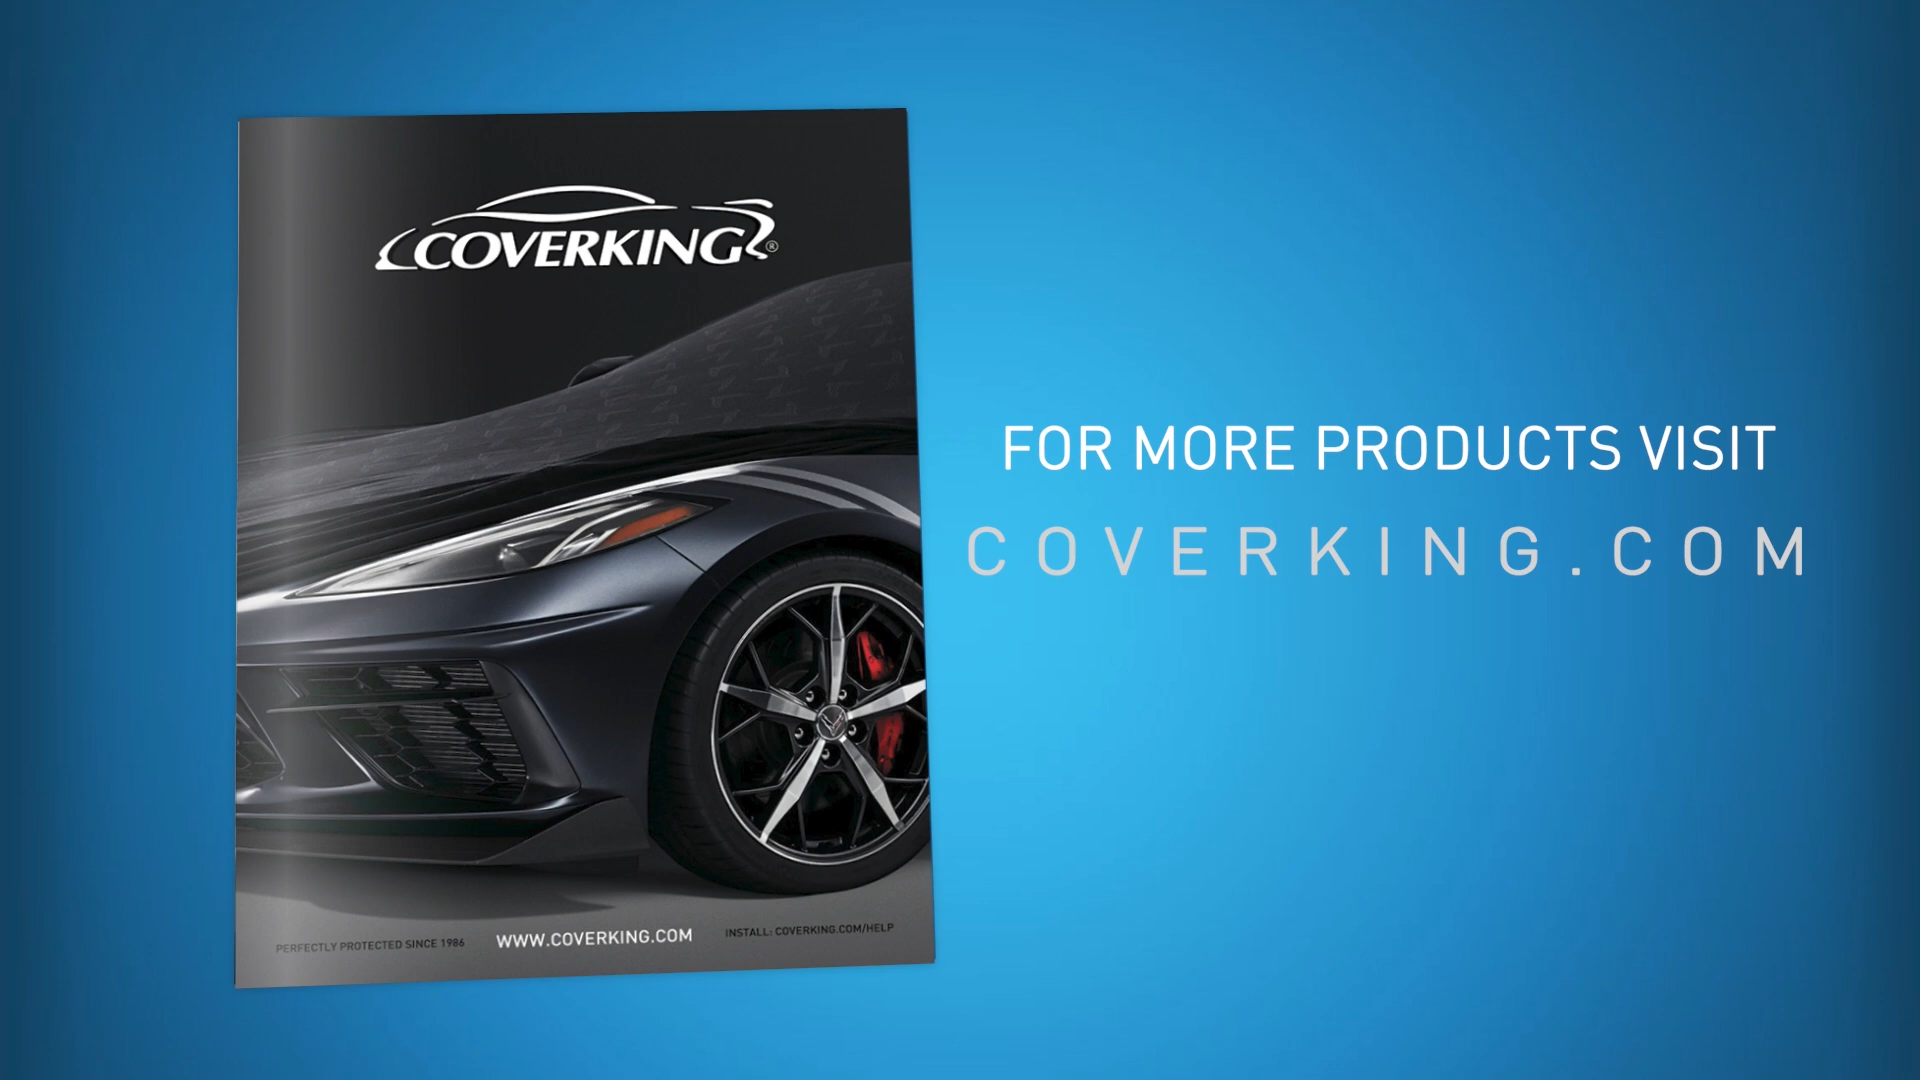 COVERKING®
PERFECTLY PROTECTED SINCE 1986
WWW.COVERKING.COM
INSTALL: COVERKING.COM/HELP
FOR MORE PRODUCTS VISIT
COVERKING.COM